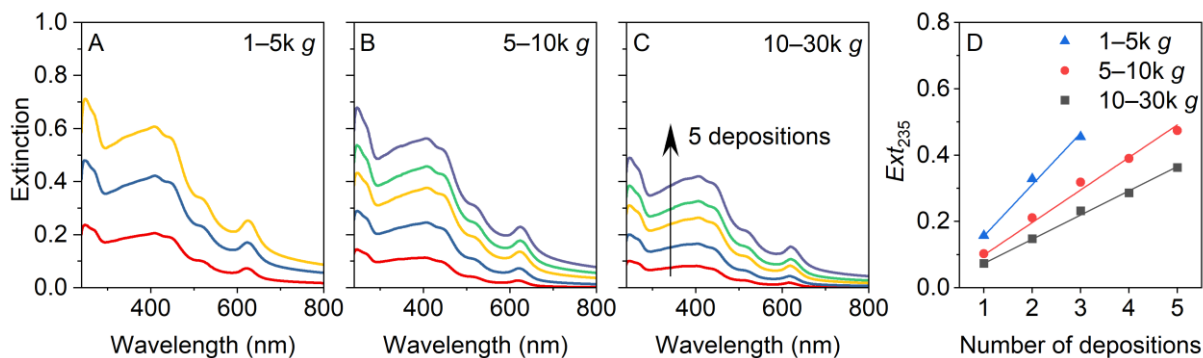 A
1–5k g
Extinction
1.0
0.8
0.6
0.4
0.2
0.0
400
600
800
Wavelength (nm)
B
5–10k g
400
600
800
Wavelength (nm)
C
10–30k g
5 depositions
400
600
800
Wavelength (nm)
D
1–5k g
5–10k g
10–30k g
Ext235
0.8
0.6
0.4
0.2
0.0
1
2
3
4
5
Number of depositions